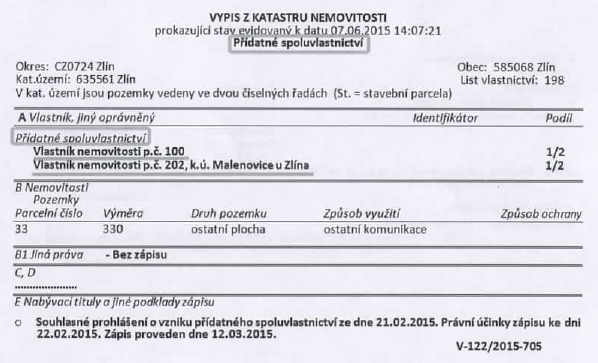 VYPIS Z KATASTRU NEMOVITOSTI
prokazující stav evidovaný k datu 07.06.2015 14:07:21
Přídatné spoluvlastnictví
Okres: CZ0724 Zlín Obec: 585068 Zlín
Kat.území: 635561 Zlín List vlastnictví: 198
V kat. území jsou pozemky vedeny ve dvou číselných řadách (St. = stavební parcela)
A Vlastník, jiný oprávněný Identifikátor Podíl
Přídatné spoluvlastnictví
Vlastník nemovitosti p.č. 100 1/2
Vlastník nemovitosti p.č. 202, k.ú. Malenovice u Zlína 1/2
B Nemovitosti
Pozemky
Parcelní číslo Výměra Druh pozemku Způsob využití Způsob ochrany
33 330 ostatní plocha ostatní komunikace
B1 Jiná práva - Bez zápisu
C, D
....................
E Nabývací tituly a jiné podklady zápisu
o Souhlasné prohlášení o vzniku přídatného spoluvlastnictví ze dne 21.02.2015. Právní účinky zápisu ke dni
22.02.2015. Zápis proveden dne 12.03.2015.
V-122/2015-705